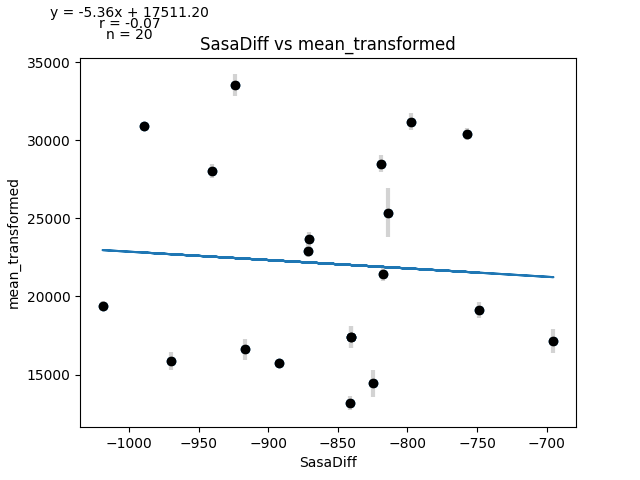 y = -5.36x + 17511.20
r = -0.07
n = 20
SasaDiff vs mean_transformed
35000
30000
25000
20000
15000
mean_transformed
−1000
−950
−900
−850
−800
−750
−700
SasaDiff